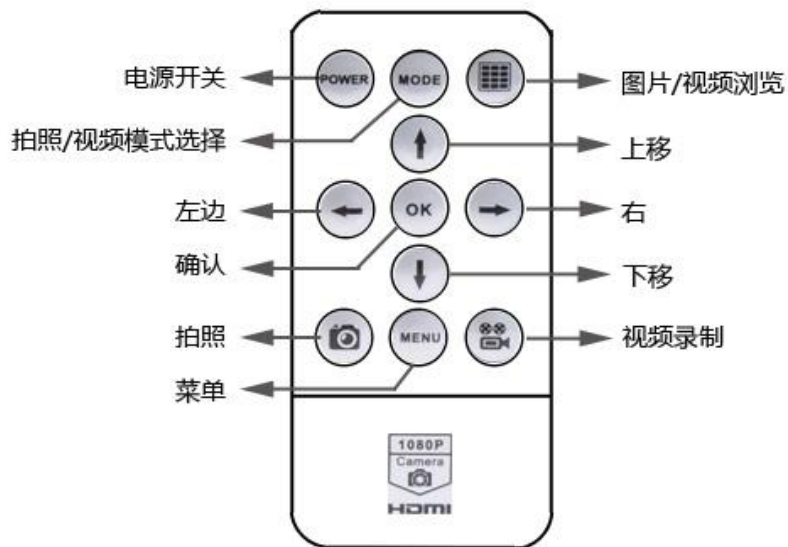 电源开关
POWER
MODE
图片/视频浏览
拍照/视频模式选择
上移
左边
OK
右
确认
下移
拍照
MENU
视频录制
菜单
1080P
Camera
HDMI